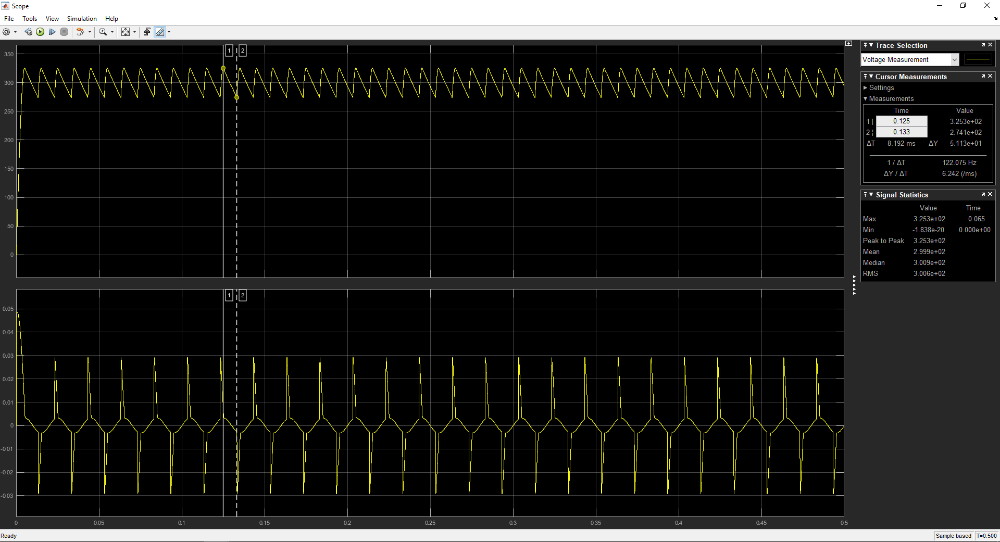 Scope
File Tools View Simulation Help
350
300
250
200
150
100
50
0
1 2
0.05
0.04
0.03
0.02
0.01
0
-0.01
-0.02
-0.03
1 2
0 0.05 0.1 0.15 0.2 0.25 0.3 0.35 0.4 0.45 0.5
Trace Selection
Voltage Measurement
Cursor Measurements
Settings
Measurements
Time Value
1 | 0.125 3.253e+02
2 ¦ 0.133 2.741e+02
ΔT 8.192 ms ΔY 5.113e+01
1 / ΔT 122.075 Hz
ΔY / ΔT 6.242 (/ms)
Signal Statistics
Value Time
Max 3.253e+02 0.065
Min -1.838e-20 0.000e+00
Peak to Peak 3.253e+02
Mean 2.999e+02
Median 3.009e+02
RMS 3.006e+02
Ready Sample based T=0.500